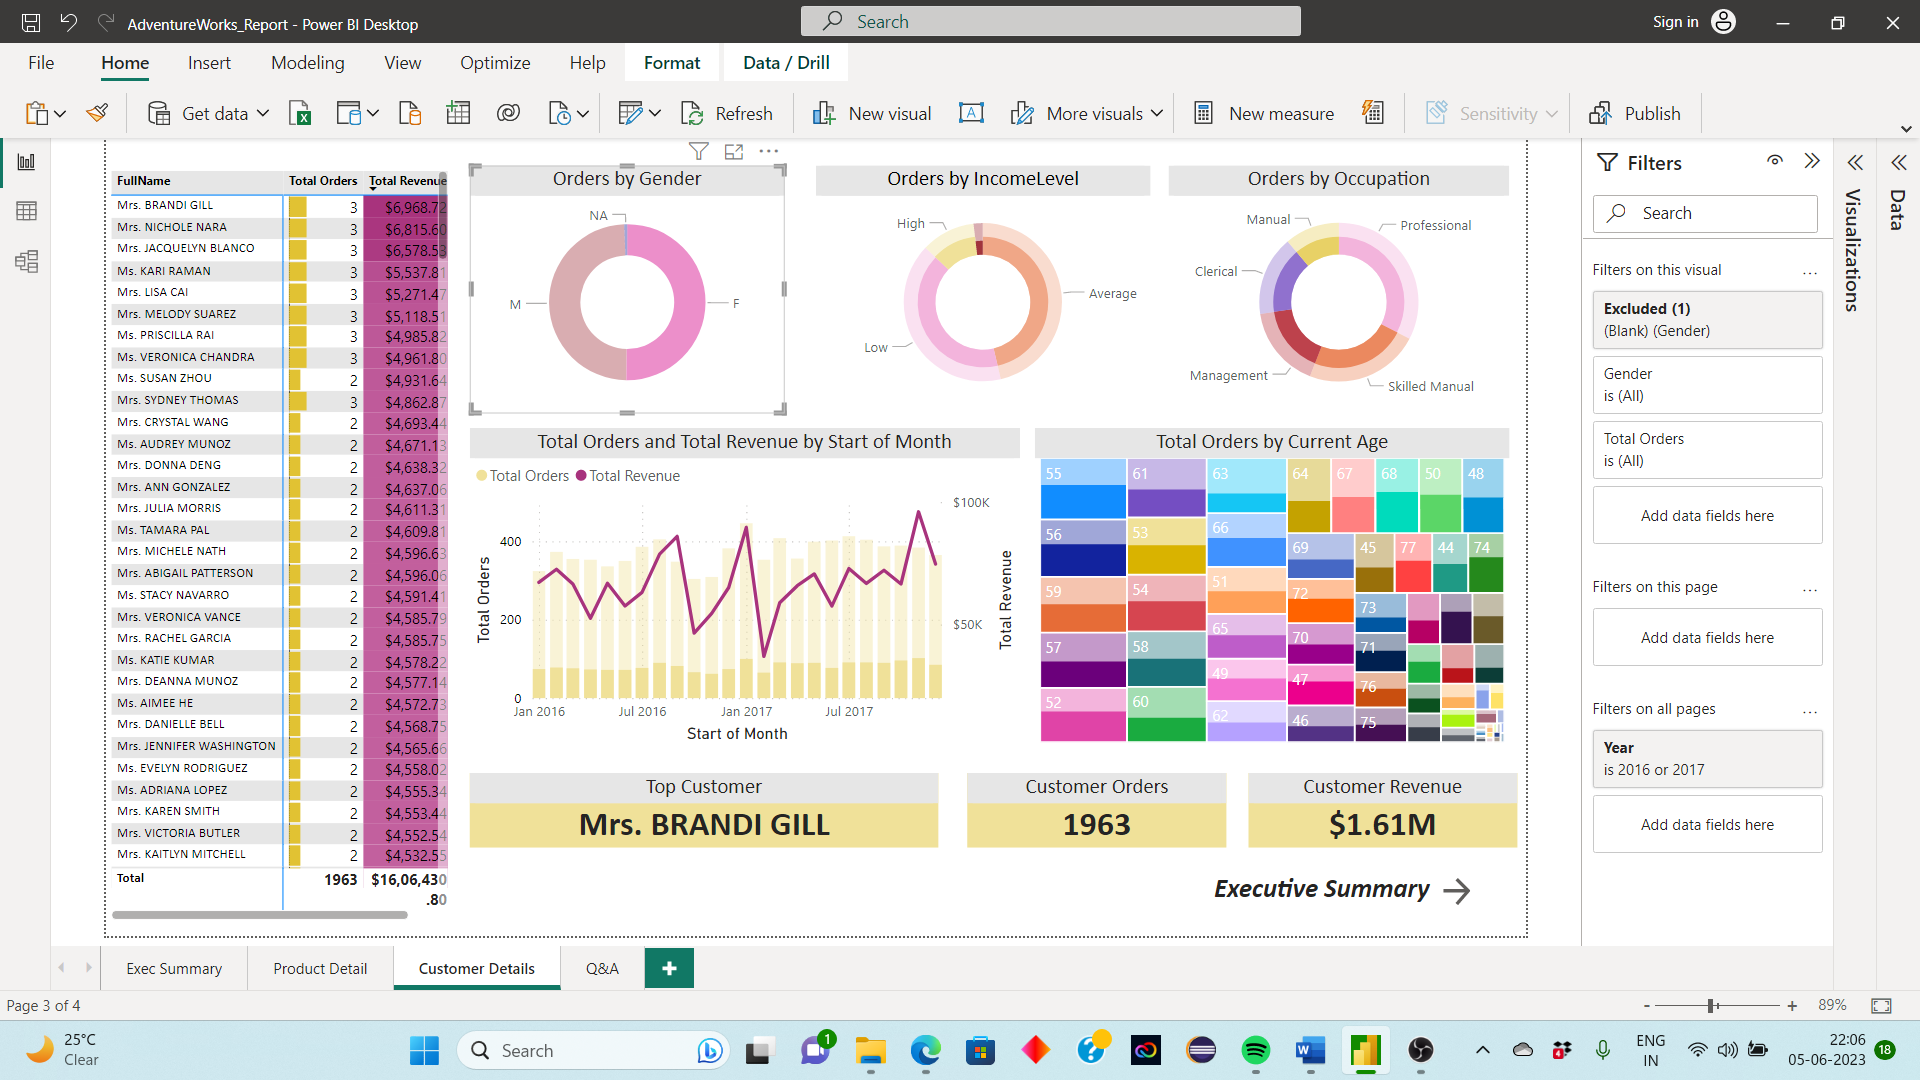 AdventureWorks_Report - Power BI Desktop
Search
Sign in
File Home Insert Modeling View Optimize Help Format Data / Drill
Get data Refresh New visual More visuals New measure Sensitivity Publish
FullName Total Orders Total Revenue
Mrs. BRANDI GILL 3 $6,968.72
Mrs. NICHOLE NARA 3 $6,815.60
Mrs. JACQUELYN BLANCO 3 $6,578.53
Ms. KARI RAMAN 3 $5,537.81
Mrs. LISA CAI 3 $5,271.47
Mrs. MELODY SUAREZ 3 $5,118.51
Ms. PRISCILLA RAI 3 $4,985.82
Ms. VERONICA CHANDRA 3 $4,961.80
Ms. SUSAN ZHOU 2 $4,931.64
Mrs. SYDNEY THOMAS 3 $4,862.87
Mrs. CRYSTAL WANG 2 $4,693.44
Ms. AUDREY MUNOZ 2 $4,671.13
Mrs. DONNA DENG 2 $4,638.32
Mrs. ANN GONZALEZ 2 $4,637.06
Mrs. JULIA MORRIS 2 $4,611.31
Ms. TAMARA PAL 2 $4,609.81
Mrs. MICHELE NATH 2 $4,596.63
Mrs. ABIGAIL PATTERSON 2 $4,596.06
Ms. STACY NAVARRO 2 $4,591.41
Mrs. VERONICA VANCE 2 $4,585.79
Mrs. RACHEL GARCIA 2 $4,585.75
Ms. KATIE KUMAR 2 $4,578.22
Mrs. DEANNA MUNOZ 2 $4,577.14
Ms. AIMEE HE 2 $4,572.73
Mrs. DANIELLE BELL 2 $4,568.75
Mrs. JENNIFER WASHINGTON 2 $4,565.66
Ms. EVELYN RODRIGUEZ 2 $4,558.02
Ms. ADRIANA LOPEZ 2 $4,555.34
Mrs. KAREN SMITH 2 $4,553.44
Mrs. VICTORIA BUTLER 2 $4,552.54
Mrs. KAITLYN MITCHELL 2 $4,532.55
Total 1963 $16,06,430
.80
Orders by Gender
NA
M
F
Orders by IncomeLevel
High
Average
Low
Orders by Occupation
Manual
Professional
Clerical
Management
Skilled Manual
Total Orders and Total Revenue by Start of Month
Total Orders Total Revenue
Total Orders
400
200
0
$100K
$50K
Total Revenue
Jan 2016 Jul 2016 Jan 2017 Jul 2017
Start of Month
Total Orders by Current Age
55 61 63 64 67 68 50 48
56 53 66
69 45 77 44 74
59 54 51 72 73
57 58 65 70 71
49 47 76
52 60 62 46 75
Top Customer
Mrs. BRANDI GILL
Customer Orders
1963
Customer Revenue
$1.61M
Executive Summary
Filters
Search
Filters on this visual ...
Excluded (1)
(Blank) (Gender)
Gender
is (All)
Total Orders
is (All)
Add data fields here
Filters on this page ...
Add data fields here
Filters on all pages ...
Year
is 2016 or 2017
Add data fields here
Visualizations
Data
Exec Summary Product Detail Customer Details Q&A +
Page 3 of 4
- + 89%
25°C
Clear
Search
1
W
4
ENG
IN
22:06
05-06-2023
18